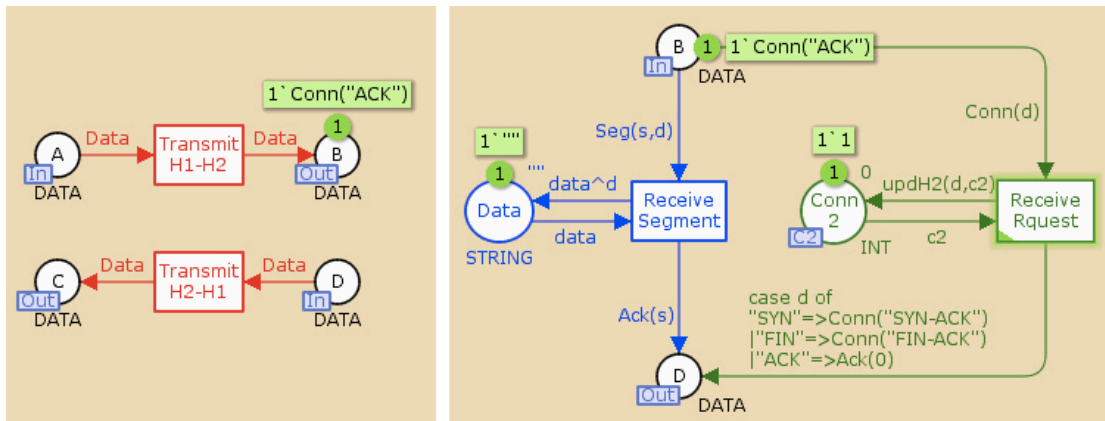 1`Conn("ACK")
1
A
In
DATA
Data
Transmit
H1-H2
Data
B
Out
DATA
C
Out
DATA
Data
Transmit
H2-H1
Data
D
In
DATA
B
In
1
1`Conn("ACK")
DATA
Seg(s,d)
Conn(d)
1`""
1
""
Data
STRING
data^d
data
Receive
Segment
1`1
1
0
Conn
2
C2
INT
updH2(d,c2)
c2
Receive
Rquest
Ack(s)
case d of
"SYN"=>Conn("SYN-ACK")
|"FIN"=>Conn("FIN-ACK")
|"ACK"=>Ack(0)
D
Out
DATA